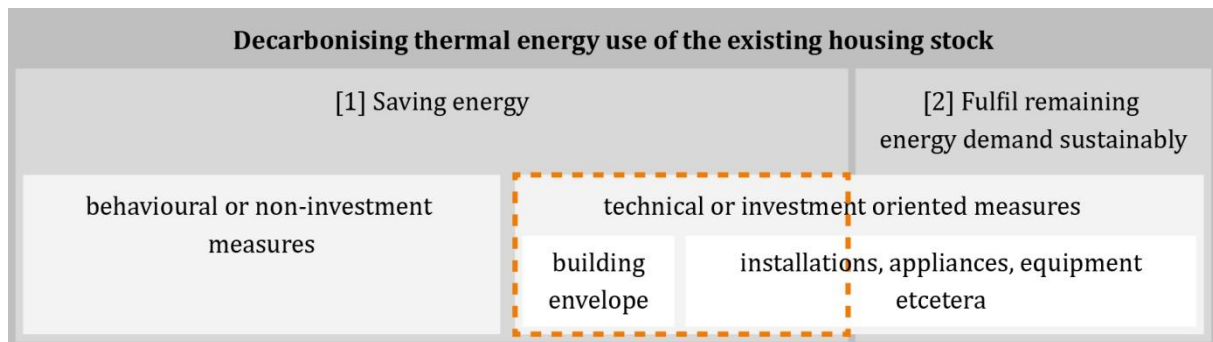 Decarbonising thermal energy use of the existing housing stock
[1] Saving energy
[2] Fulfil remaining
energy demand sustainably
behavioural or non-investment
measures
technical or investment oriented measures
building
envelope
installations, appliances, equipment
etcetera